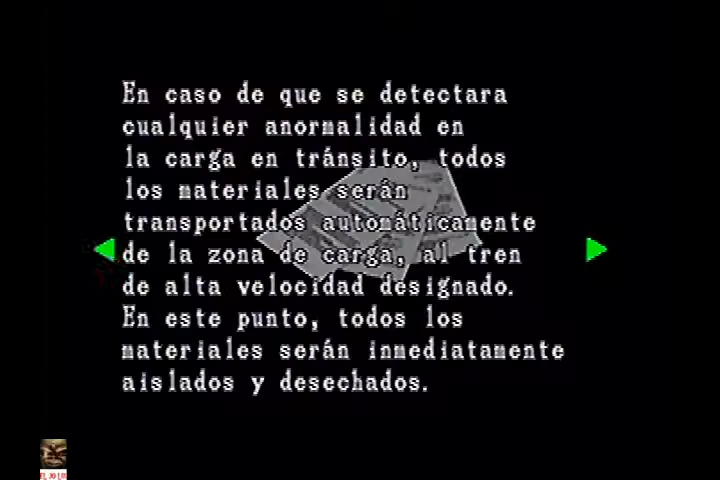 En caso de que se detectara
cualquier anormalidad en
la carga en tránsito, todos
los materiales serán
transportados automáticamente
de la zona de carga, al tren
de alta velocidad designado.
En este punto, todos los
materiales serán inmediatamente
aislados y desechados.